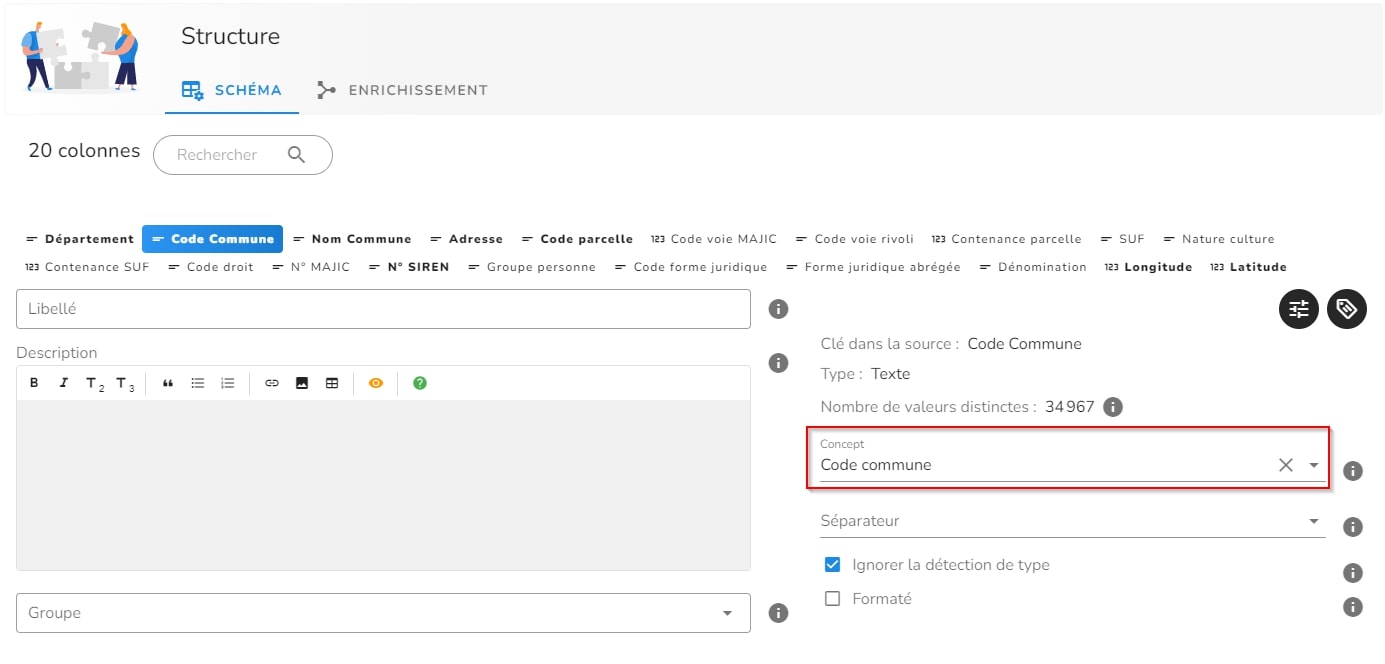 Structure
SCHÉMA ENRICHISSEMENT
20 colonnes Rechercher
Département Code Commune Nom Commune Adresse Code parcelle 123 Code voie MAJIC Code voie rivoli 123 Contenance parcelle SUF Nature culture
123 Contenance SUF Code droit N° MAJIC N° SIREN Groupe personne Code forme juridique Forme juridique abrégée Dénomination 123 Longitude 123 Latitude
Libellé
Description
B I T2 T3
Groupe
Clé dans la source : Code Commune
Type : Texte
Nombre de valeurs distinctes : 34 967
Concept
Code commune
Séparateur
Ignorer la détection de type
Formaté